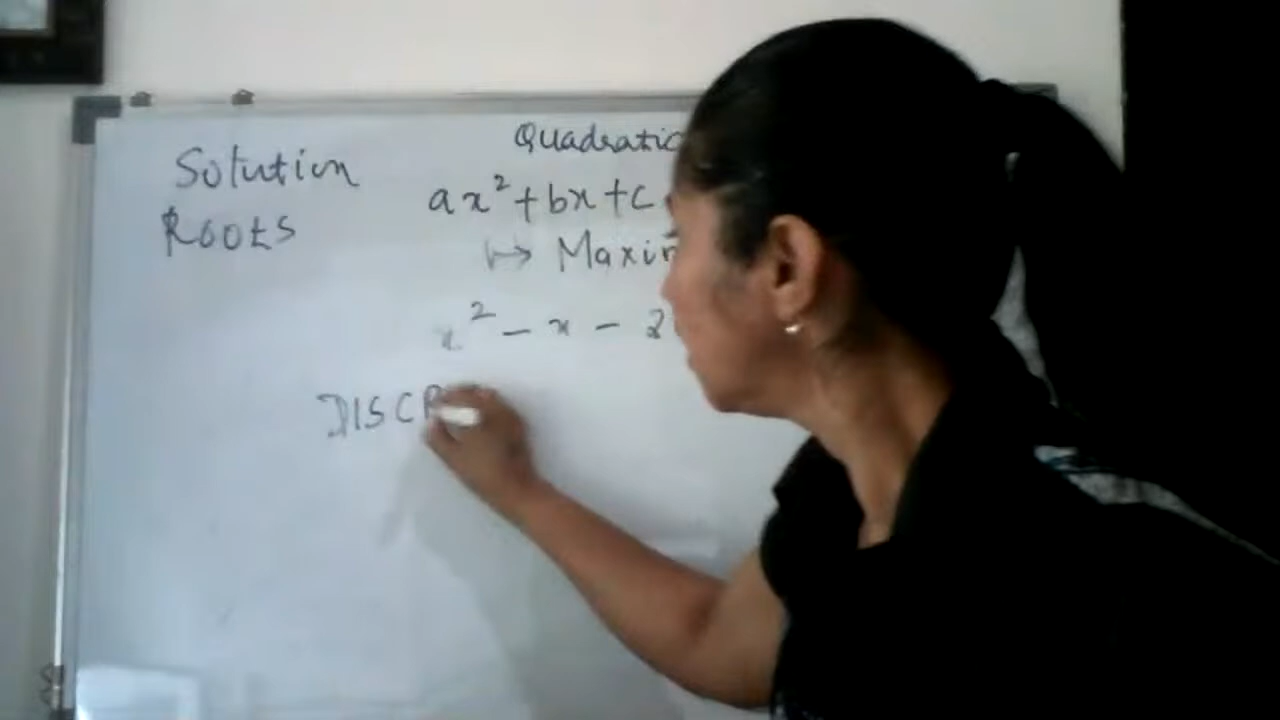 Quadratic
Solution
ax² + bx + c
Roots
↦ Maxim
x² - x - 2
DISCR